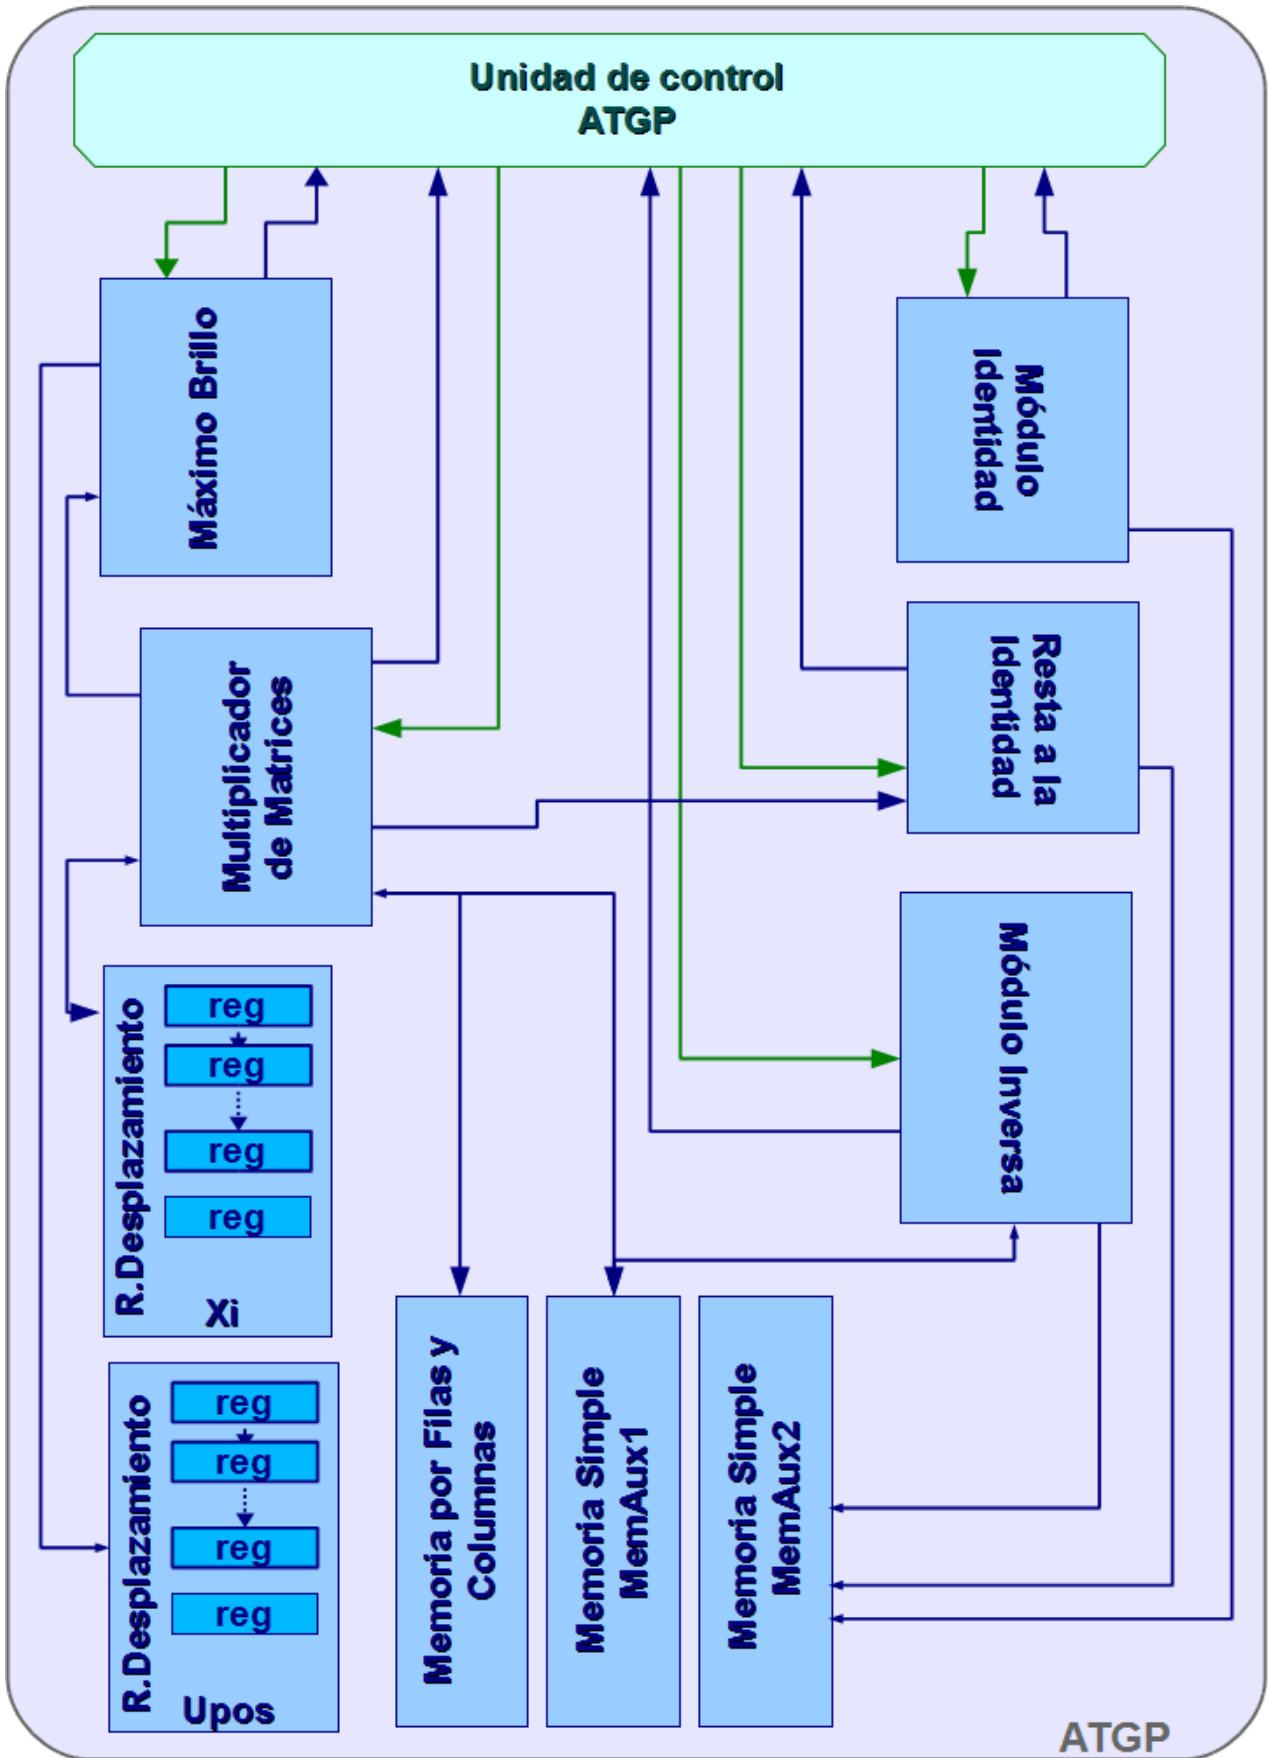 Unidad de control
ATGP
Máximo Brillo
Módulo
Identidad
Multiplicador
de Matrices
Resta a la
Identidad
Módulo Inversa
R.Desplazamiento
reg
reg
reg
reg
Xi
R.Desplazamiento
reg
reg
reg
reg
Upos
Memoria por Filas y
Columnas
Memoria Simple
MemAux1
Memoria Simple
MemAux2
ATGP